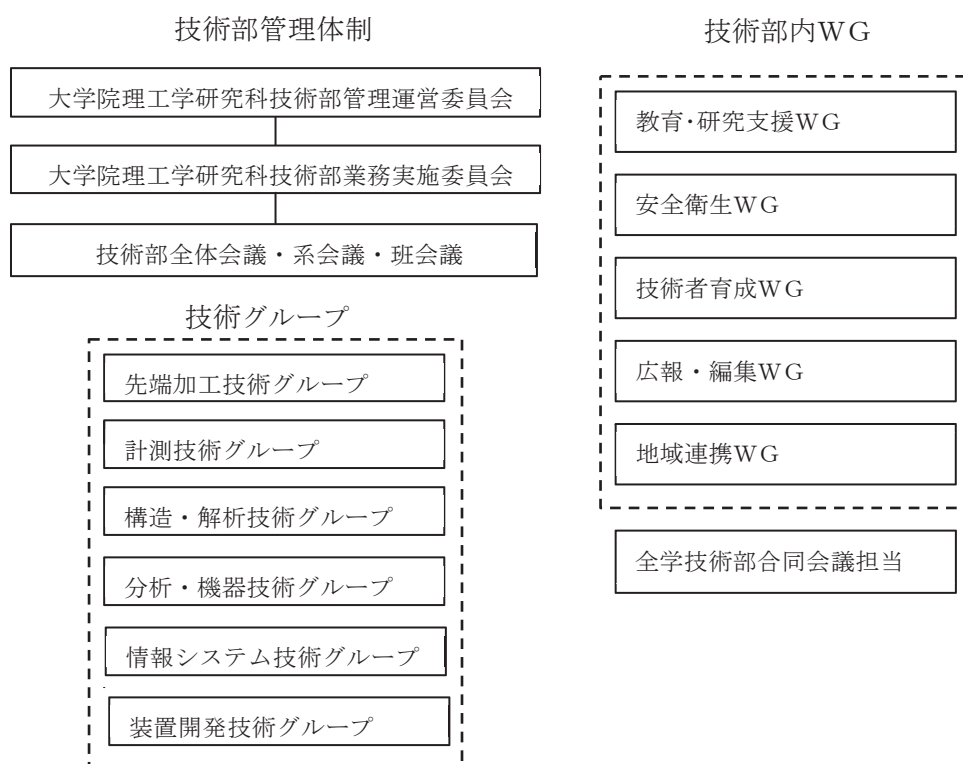 技術部管理体制
大学院理工学研究科技術部管理運営委員会
大学院理工学研究科技術部業務実施委員会
技術部全体会議・系会議・班会議
技術グループ
先端加工技術グループ
計測技術グループ
構造・解析技術グループ
分析・機器技術グループ
情報システム技術グループ
装置開発技術グループ
技術部内WG
教育・研究支援WG
安全衛生WG
技術者育成WG
広報・編集WG
地域連携WG
全学技術部合同会議担当